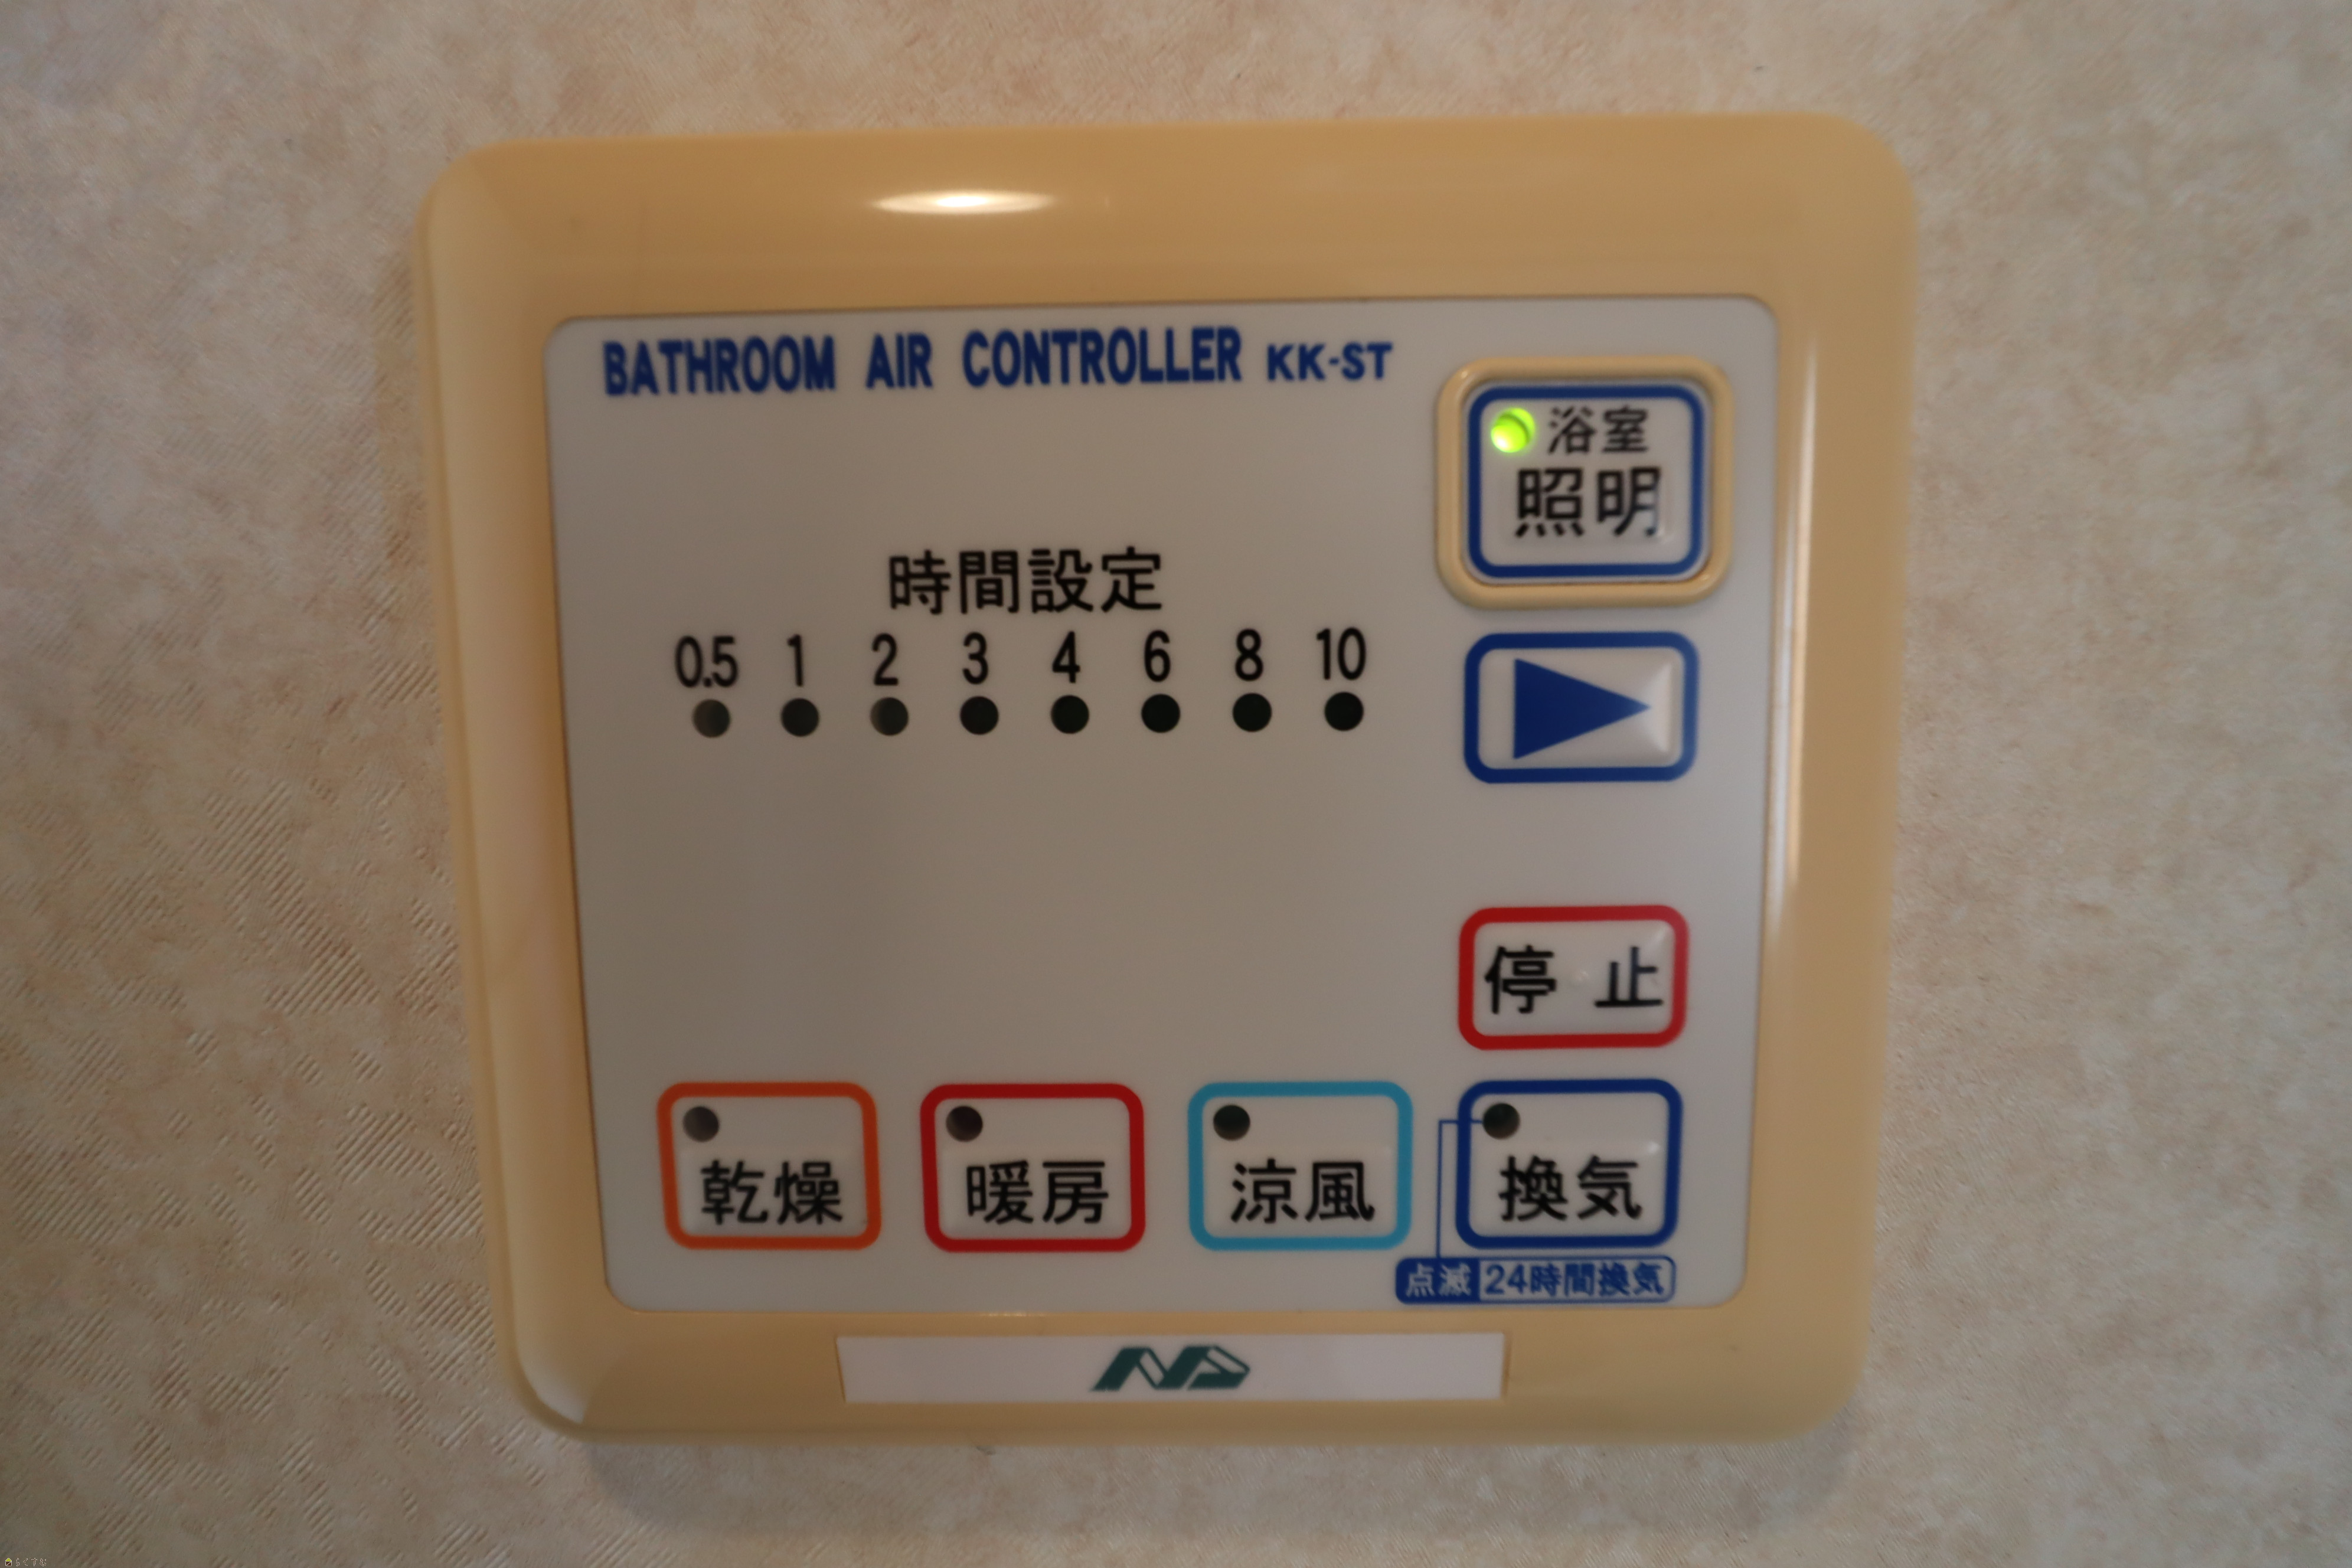 BATHROOM AIR CONTROLLER KK-ST
浴室
照明
時間設定
0.5 1 2 3 4 6 8 10
停止
乾燥 暖房 涼風 換気
点滅 24時間換気